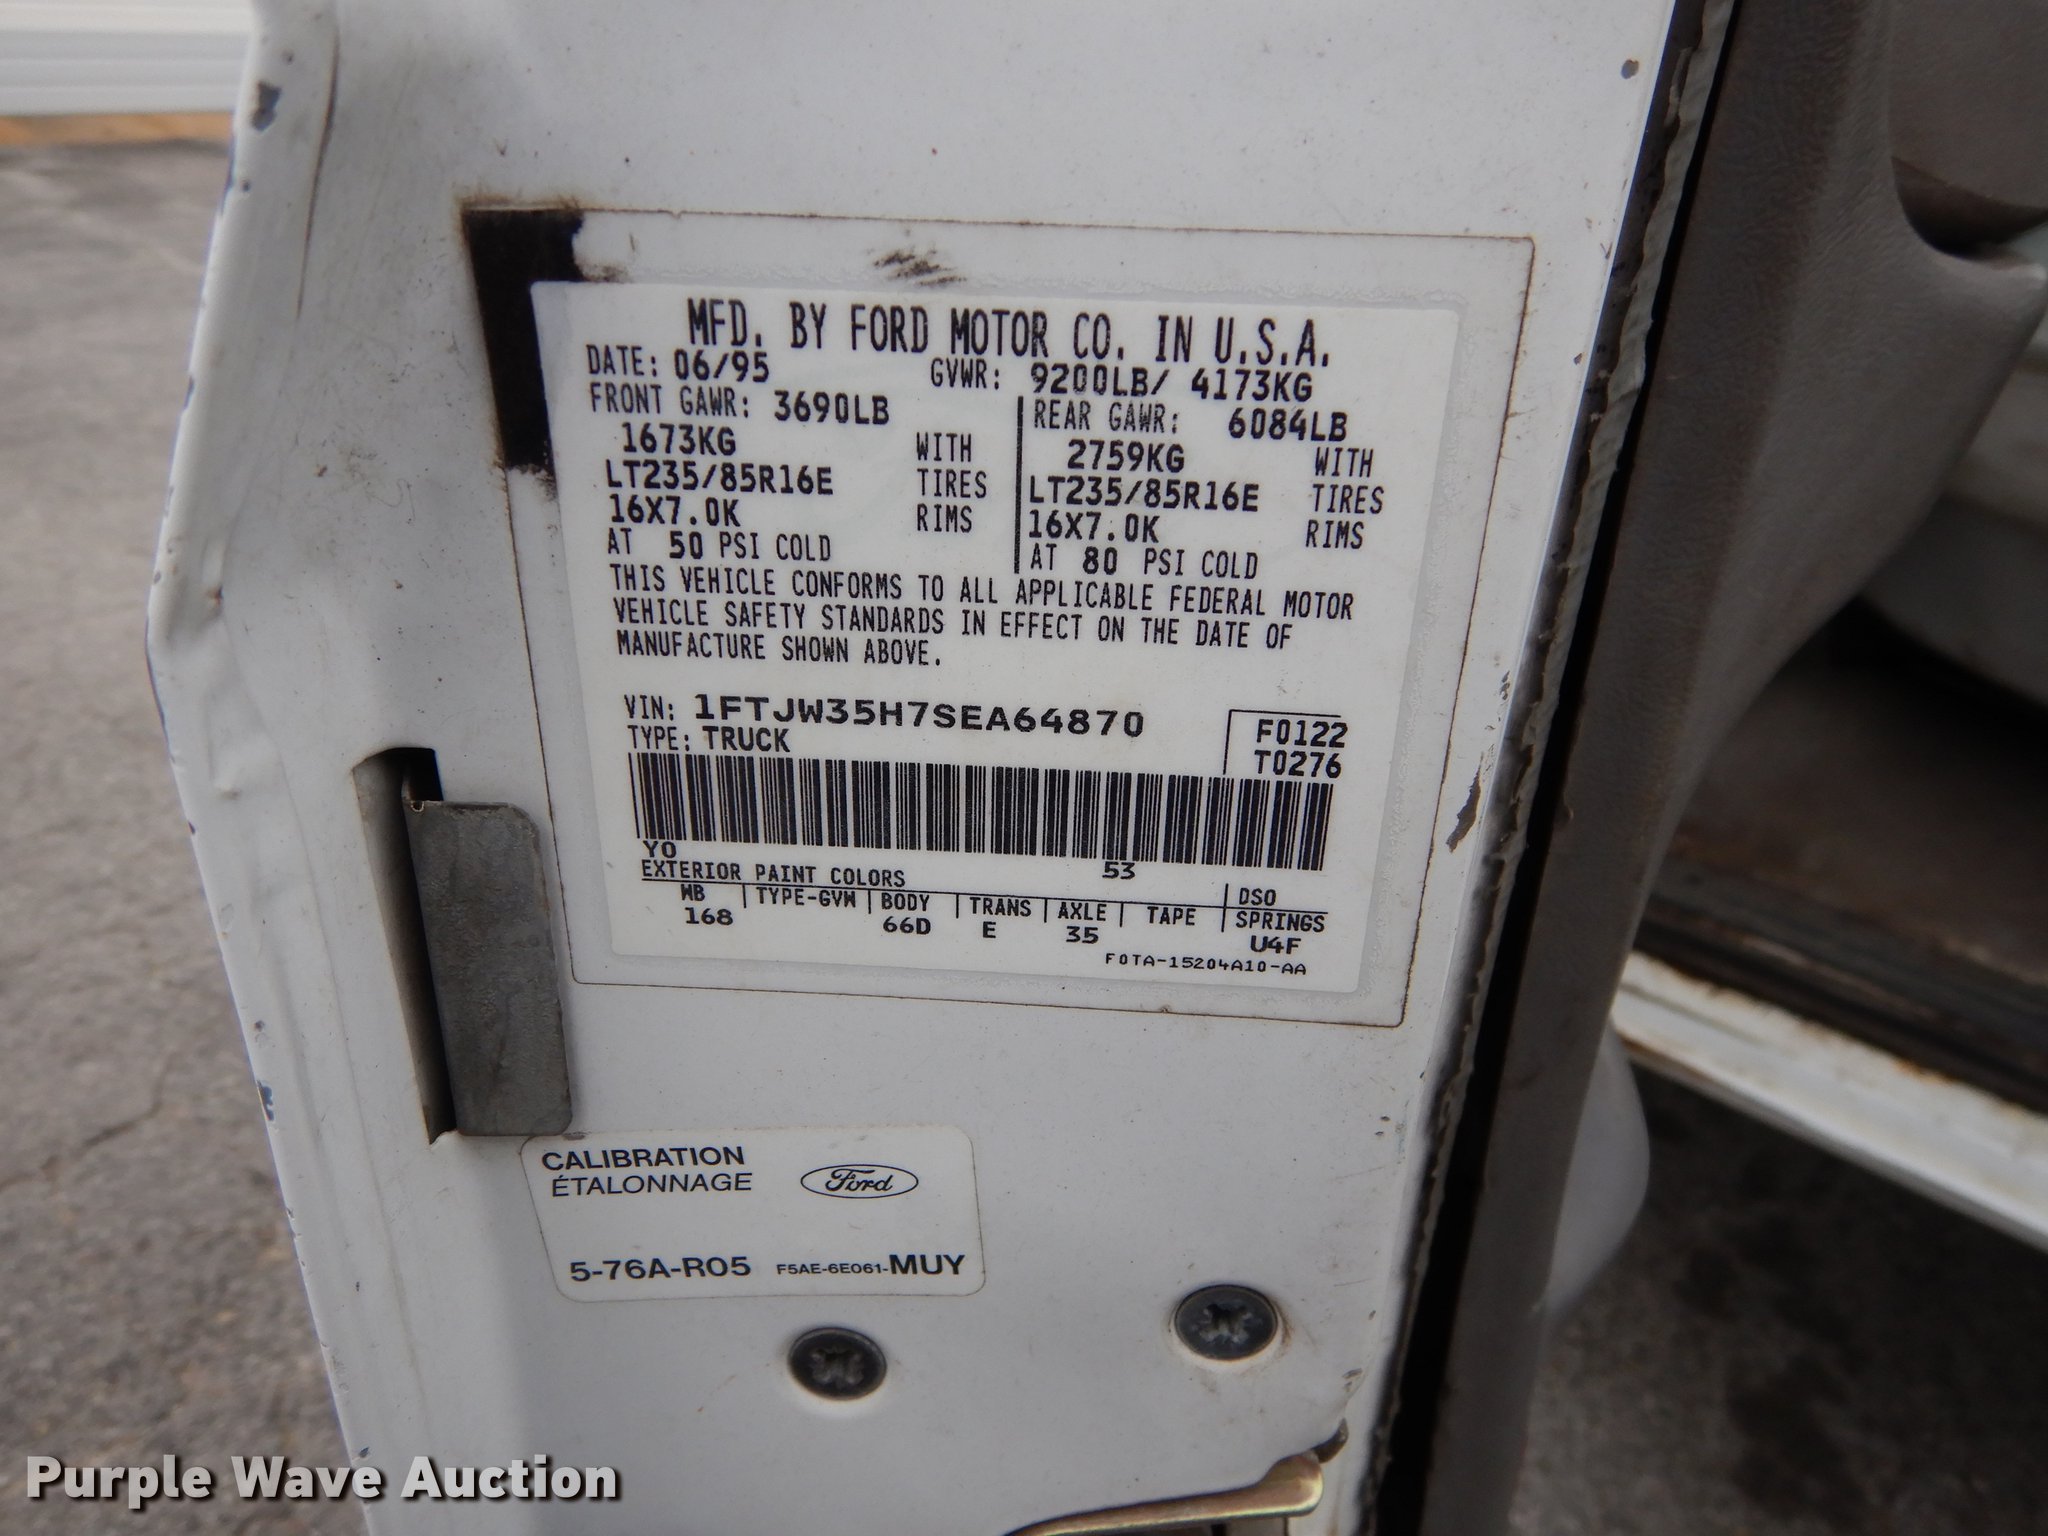 MFD. BY FORD MOTOR CO. IN U.S.A.
DATE: 06/95 GVWR: 9200LB/ 4173KG
FRONT GAWR: 3690LB REAR GAWR: 6084LB
1673KG WITH 2759KG WITH
LT235/85R16E TIRES LT235/85R16E TIRES
16X7.0K RIMS 16X7.0K RIMS
AT 50 PSI COLD AT 80 PSI COLD
THIS VEHICLE CONFORMS TO ALL APPLICABLE FEDERAL MOTOR
VEHICLE SAFETY STANDARDS IN EFFECT ON THE DATE OF
MANUFACTURE SHOWN ABOVE.
VIN: 1FTJW35H7SEA64870 F0122
TYPE: TRUCK T0276
YO 53
EXTERIOR PAINT COLORS DSO
WB TYPE-GVW BODY TRANS AXLE TAPE SPRINGS
168 66D E 35 U4F
F0TA-15204A10-AA
CALIBRATION
ÉTALONNAGE
Ford
5-76A-R05 F5AE-6E061-MUY
Purple Wave Auction